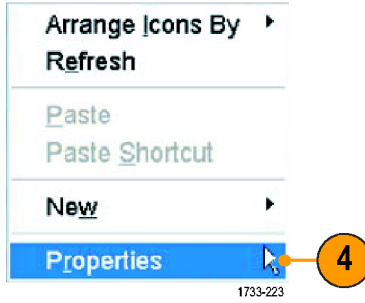 Arrange Icons By
Refresh
Paste
Paste Shortcut
New
Properties
4
1733-223